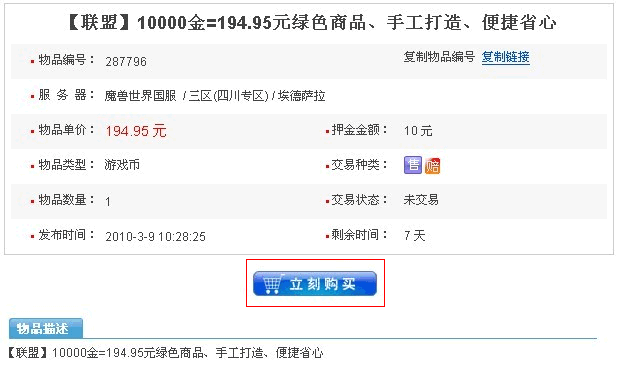 【联盟】10000金=194.95元绿色商品、手工打造、便捷省心
物品编号： 287796 复制物品编号 复制链接
服 务 器： 魔兽世界国服 / 三区(四川专区) / 埃德萨拉
物品单价： 194.95 元 押金金额： 10 元
物品类型： 游戏币 交易种类： 售 赔
物品数量： 1 交易状态： 未交易
发布时间： 2010-3-9 10:28:25 剩余时间： 7 天
立刻购买
物品描述
【联盟】10000金=194.95元绿色商品、手工打造、便捷省心